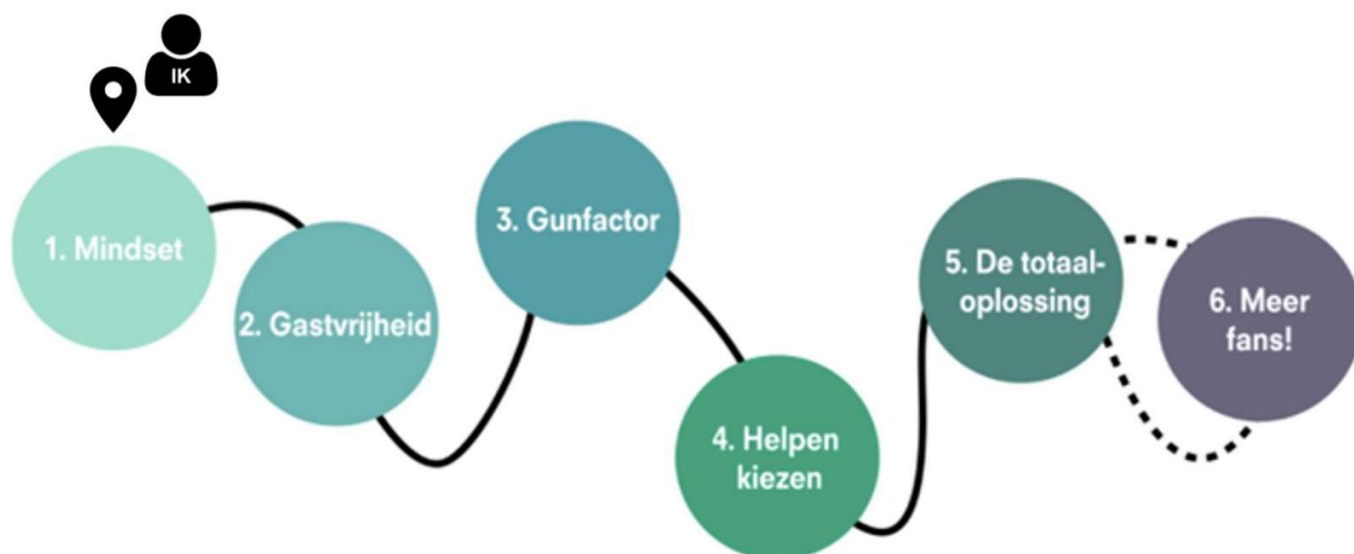 IK
1. Mindset
2. Gastvrijheid
3. Gunfactor
4. Helpen
kiezen
5. De totaal-
oplossing
6. Meer
fans!